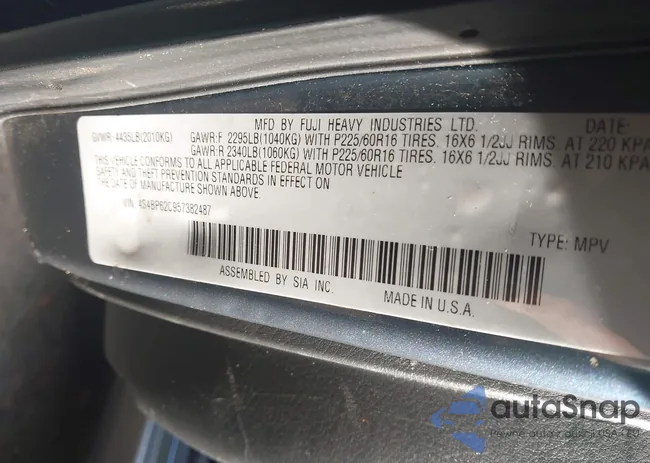 MFD BY FUJI HEAVY INDUSTRIES LTD. DATE:
GVWR: 4435LB(2010KG) GAWR:F 2295LB(1040KG) WITH P225/60R16 TIRES. 16X6 1/2JJ RIMS. AT 220 KPA
GAWR:R 2340LB(1060KG) WITH P225/60R16 TIRES. 16X6 1/2JJ RIMS. AT 210 KPA
THIS VEHICLE CONFORMS TO ALL APPLICABLE FEDERAL MOTOR VEHICLE
SAFETY AND THEFT PREVENTION STANDARDS IN EFFECT ON
THE DATE OF MANUFACTURE SHOWN ABOVE.
VIN: 4S4BP62C957382487
TYPE: MPV
ASSEMBLED BY SIA INC.
MADE IN U.S.A.
autoSnap